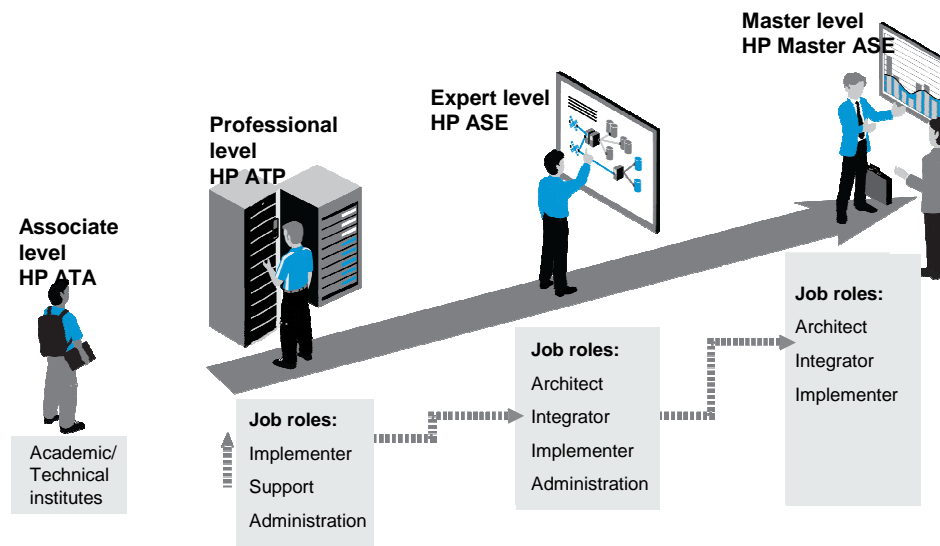 Associate
level
HP ATA
Academic/
Technical
institutes
Professional
level
HP ATP
Job roles:
Implementer
Support
Administration
Expert level
HP ASE
Job roles:
Architect
Integrator
Implementer
Administration
Master level
HP Master ASE
Job roles:
Architect
Integrator
Implementer